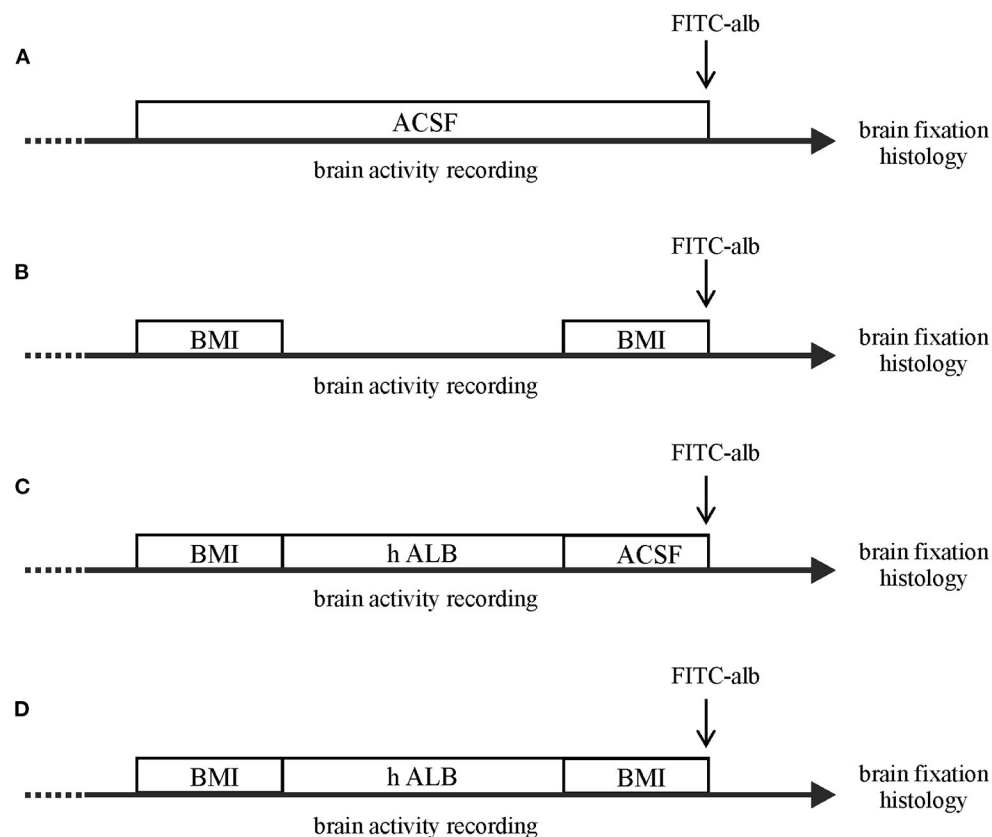 FITC-alb
A
ACSF
brain activity recording
brain fixation
histology
FITC-alb
B
BMI
BMI
brain activity recording
brain fixation
histology
FITC-alb
C
BMI
h ALB
ACSF
brain activity recording
brain fixation
histology
FITC-alb
D
BMI
h ALB
BMI
brain activity recording
brain fixation
histology